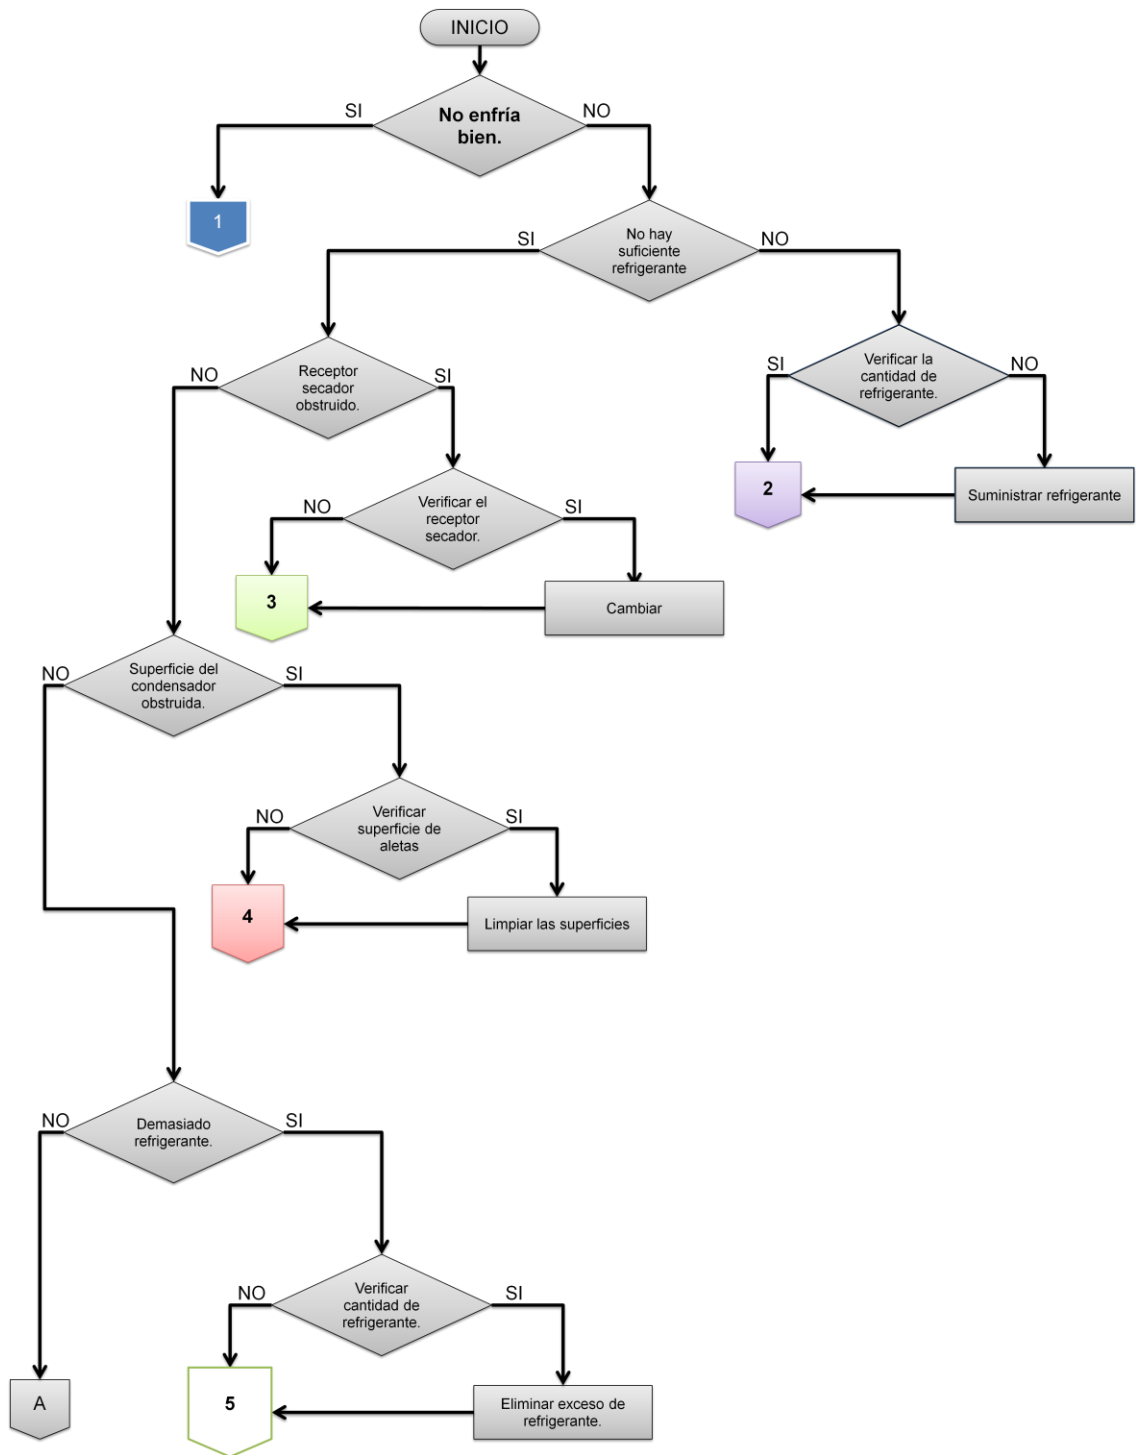 INICIO
SI
No enfría
bien.
NO
1
SI
No hay
suficiente
refrigerante
NO
SI
Verificar la
cantidad de
refrigerante.
NO
NO
Receptor
secador
obstruido.
SI
2
Suministrar refrigerante
NO
Verificar el
receptor
secador.
SI
3
Cambiar
NO
Superficie del
condensador
obstruida.
SI
NO
Verificar
superficie de
aletas
SI
4
Limpiar las superficies
NO
Demasiado
refrigerante.
SI
NO
Verificar
cantidad de
refrigerante.
SI
A
5
Eliminar exceso de
refrigerante.